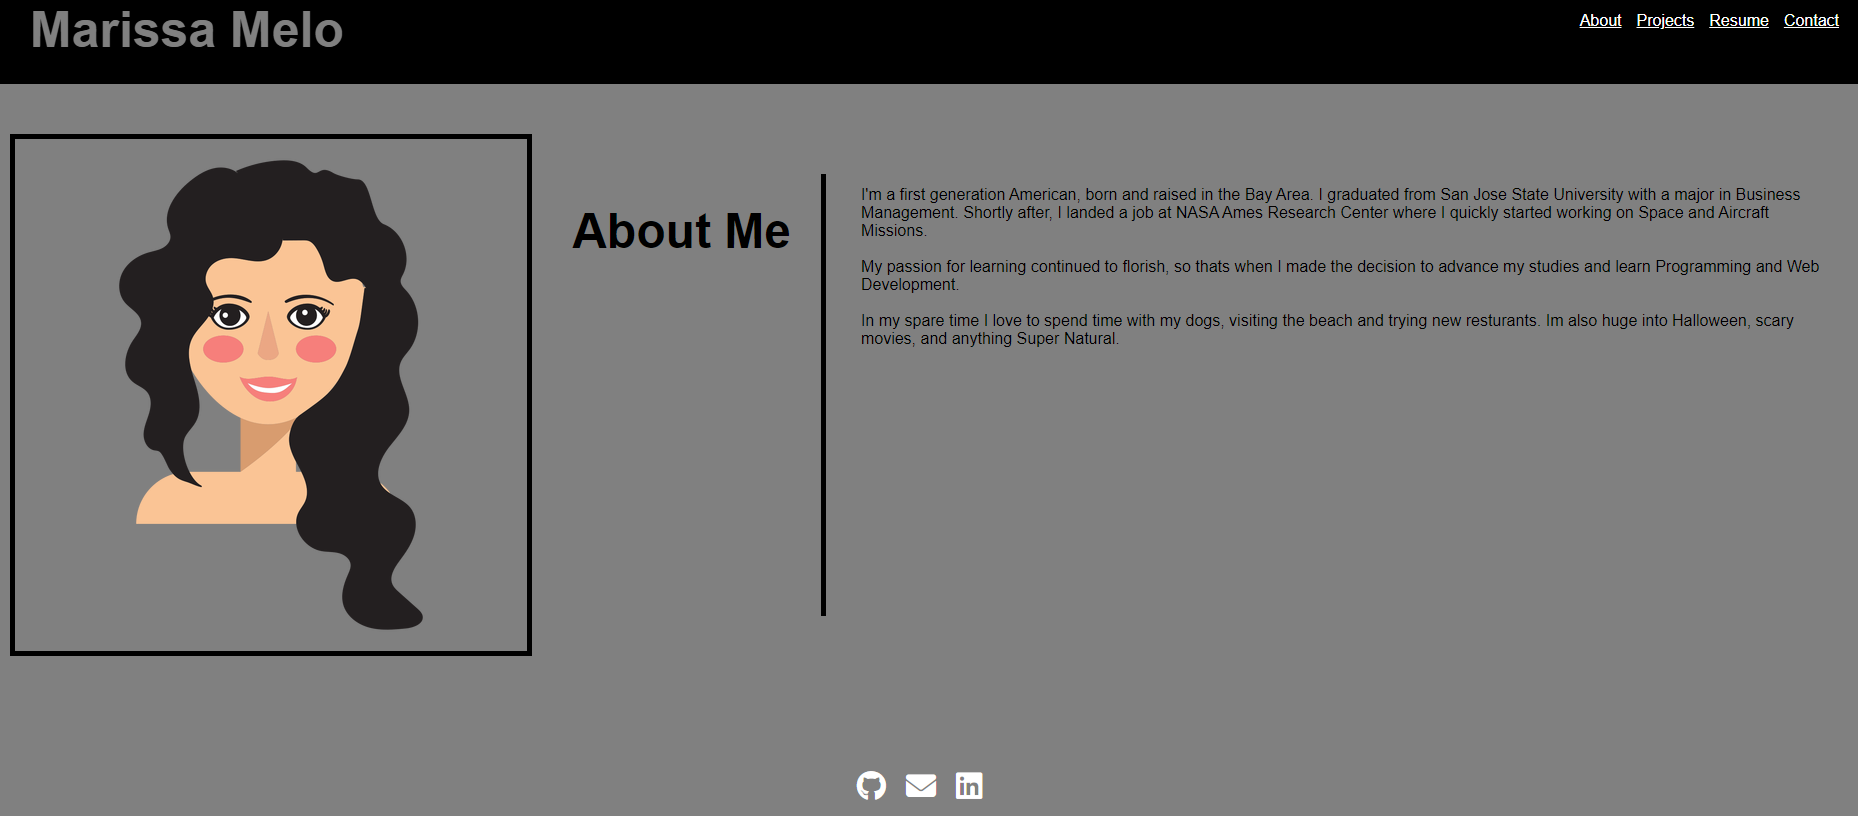 Marissa Melo
About Projects Resume Contact
About Me
I'm a first generation American, born and raised in the Bay Area. I graduated from San Jose State University with a major in Business
Management. Shortly after, I landed a job at NASA Ames Research Center where I quickly started working on Space and Aircraft
Missions.
My passion for learning continued to florish, so thats when I made the decision to advance my studies and learn Programming and Web
Development.
In my spare time I love to spend time with my dogs, visiting the beach and trying new resturants. Im also huge into Halloween, scary
movies, and anything Super Natural.
in